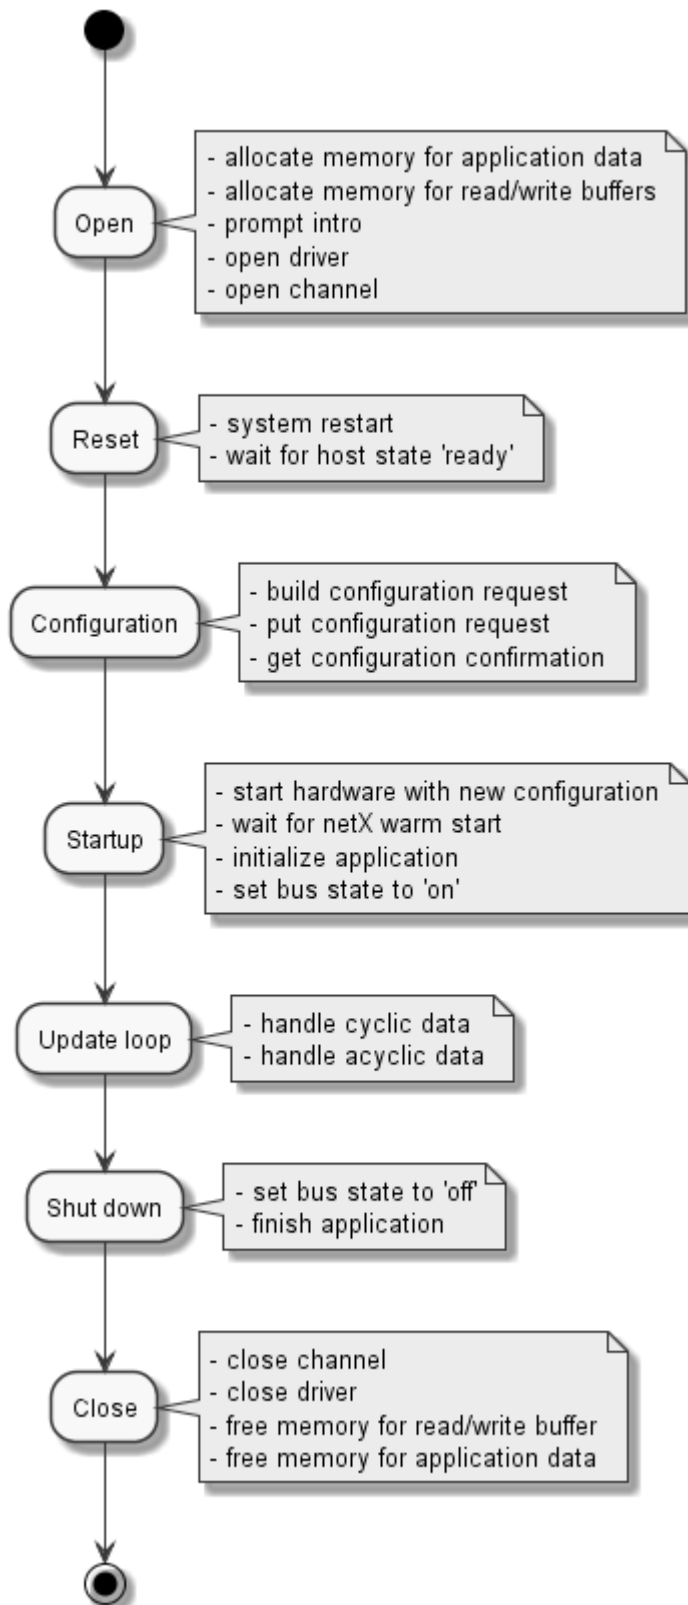 Open
- allocate memory for application data
- allocate memory for read/write buffers
- prompt intro
- open driver
- open channel
Reset
- system restart
- wait for host state 'ready'
Configuration
- build configuration request
- put configuration request
- get configuration confirmation
Startup
- start hardware with new configuration
- wait for netX warm start
- initialize application
- set bus state to 'on'
Update loop
- handle cyclic data
- handle acyclic data
Shut down
- set bus state to 'off'
- finish application
Close
- close channel
- close driver
- free memory for read/write buffer
- free memory for application data